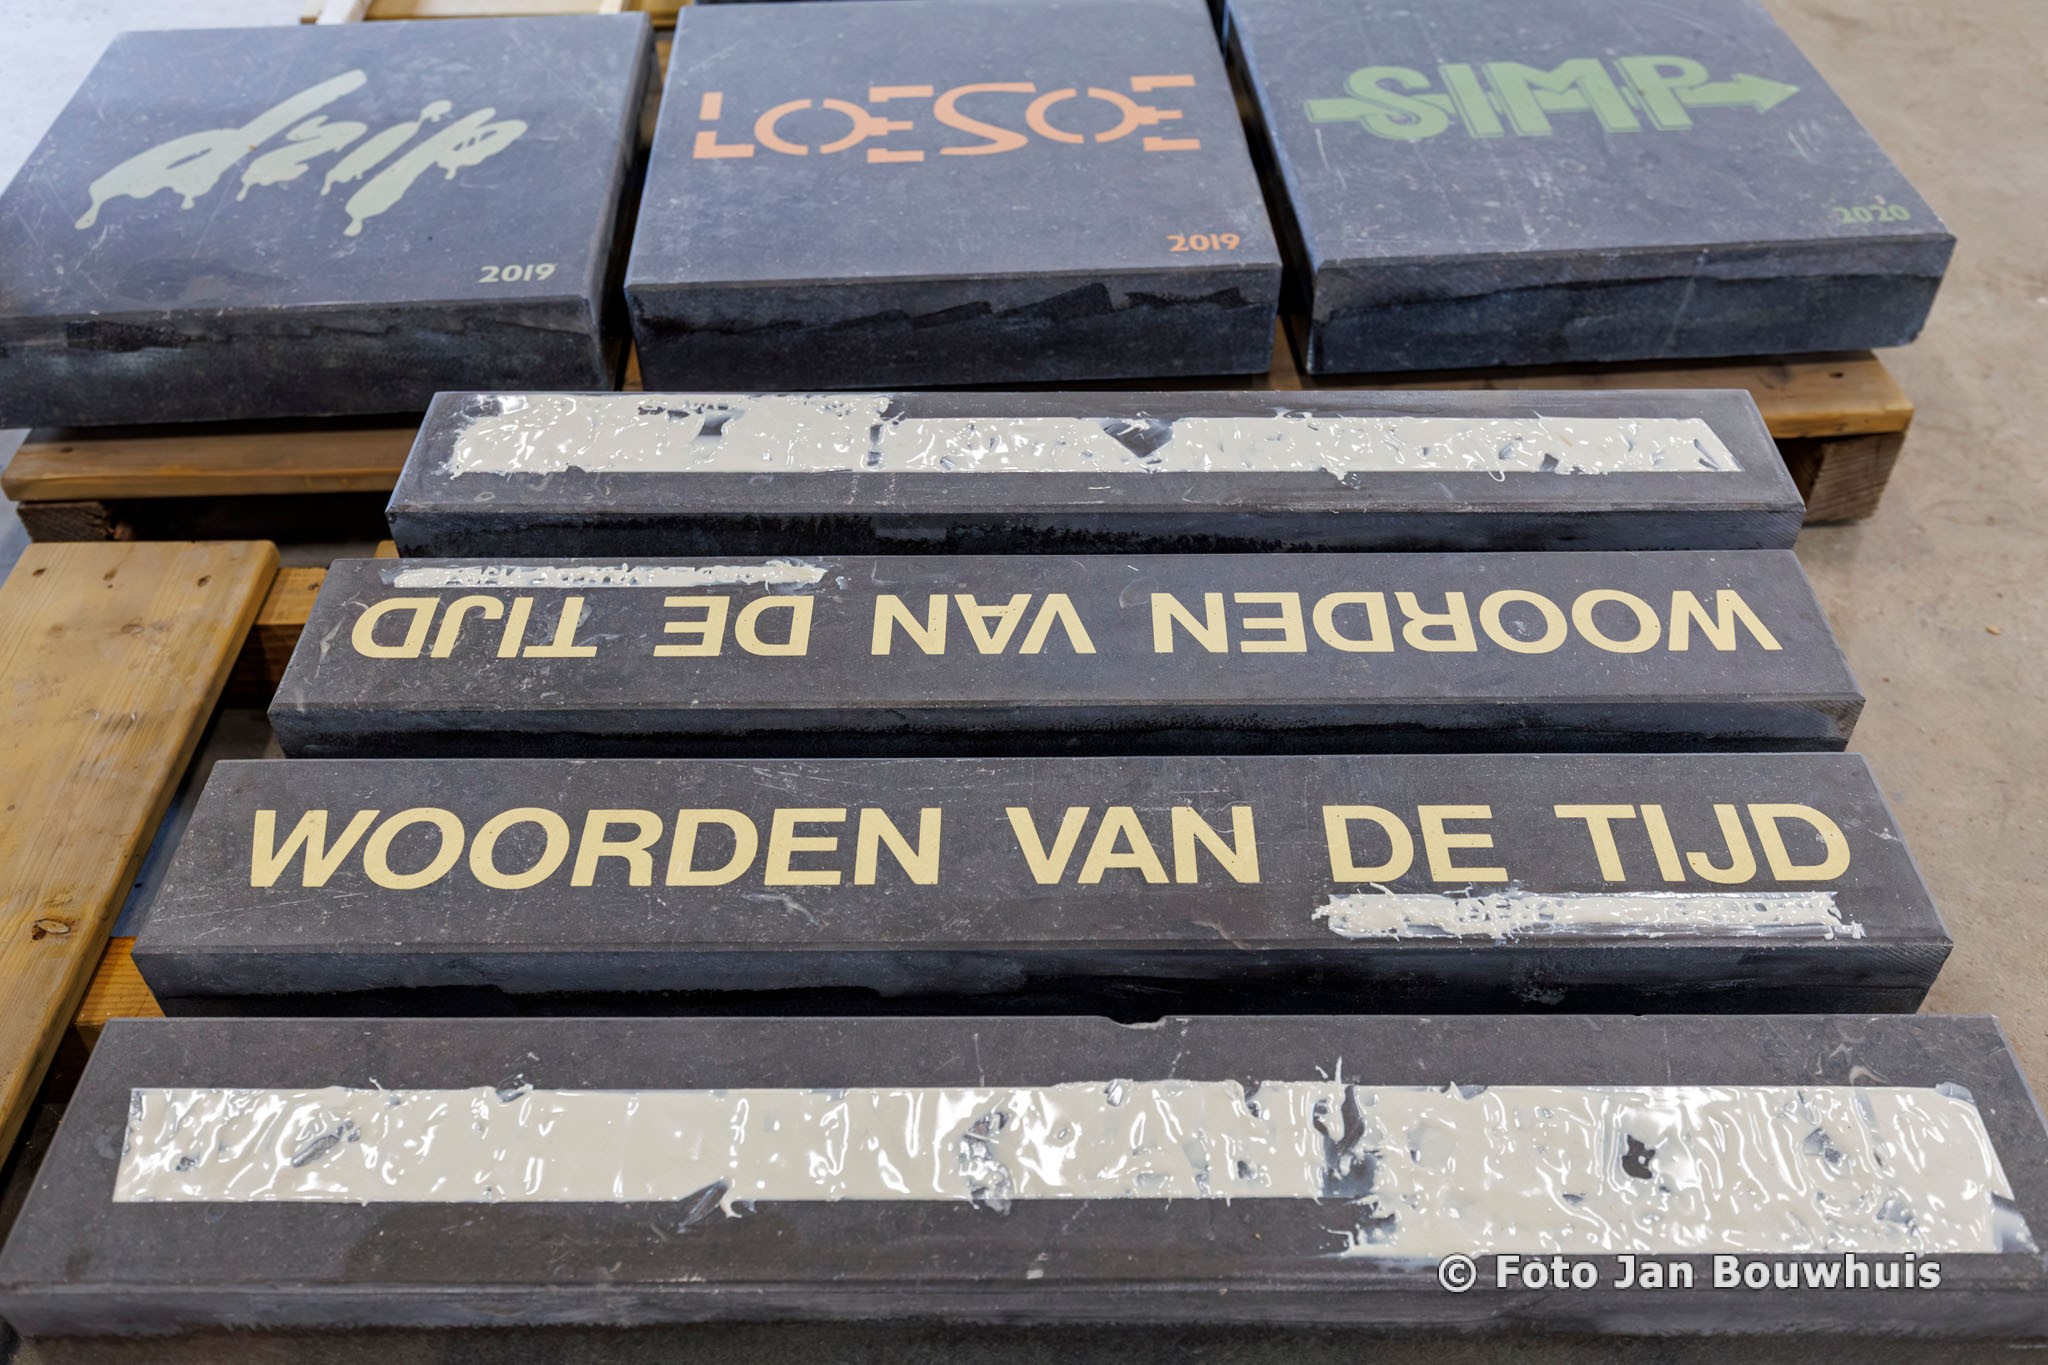 drip
2019
LOESOE
2019
SIMP
2020
WOORDEN VAN DE TIJD
WOORDEN VAN DE TIJD
© Foto Jan Bouwhuis